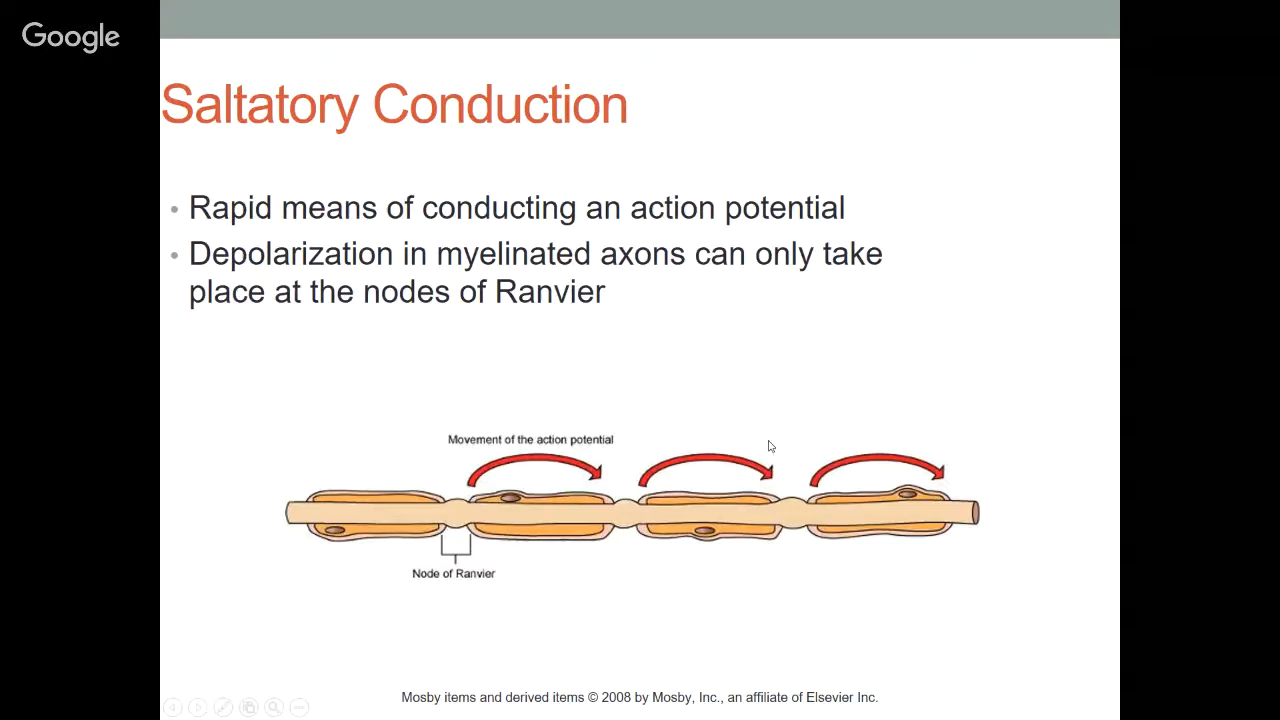 Google
Saltatory Conduction
• Rapid means of conducting an action potential
• Depolarization in myelinated axons can only take
place at the nodes of Ranvier
Movement of the action potential
Node of Ranvier
Mosby items and derived items © 2008 by Mosby, Inc., an affiliate of Elsevier Inc.